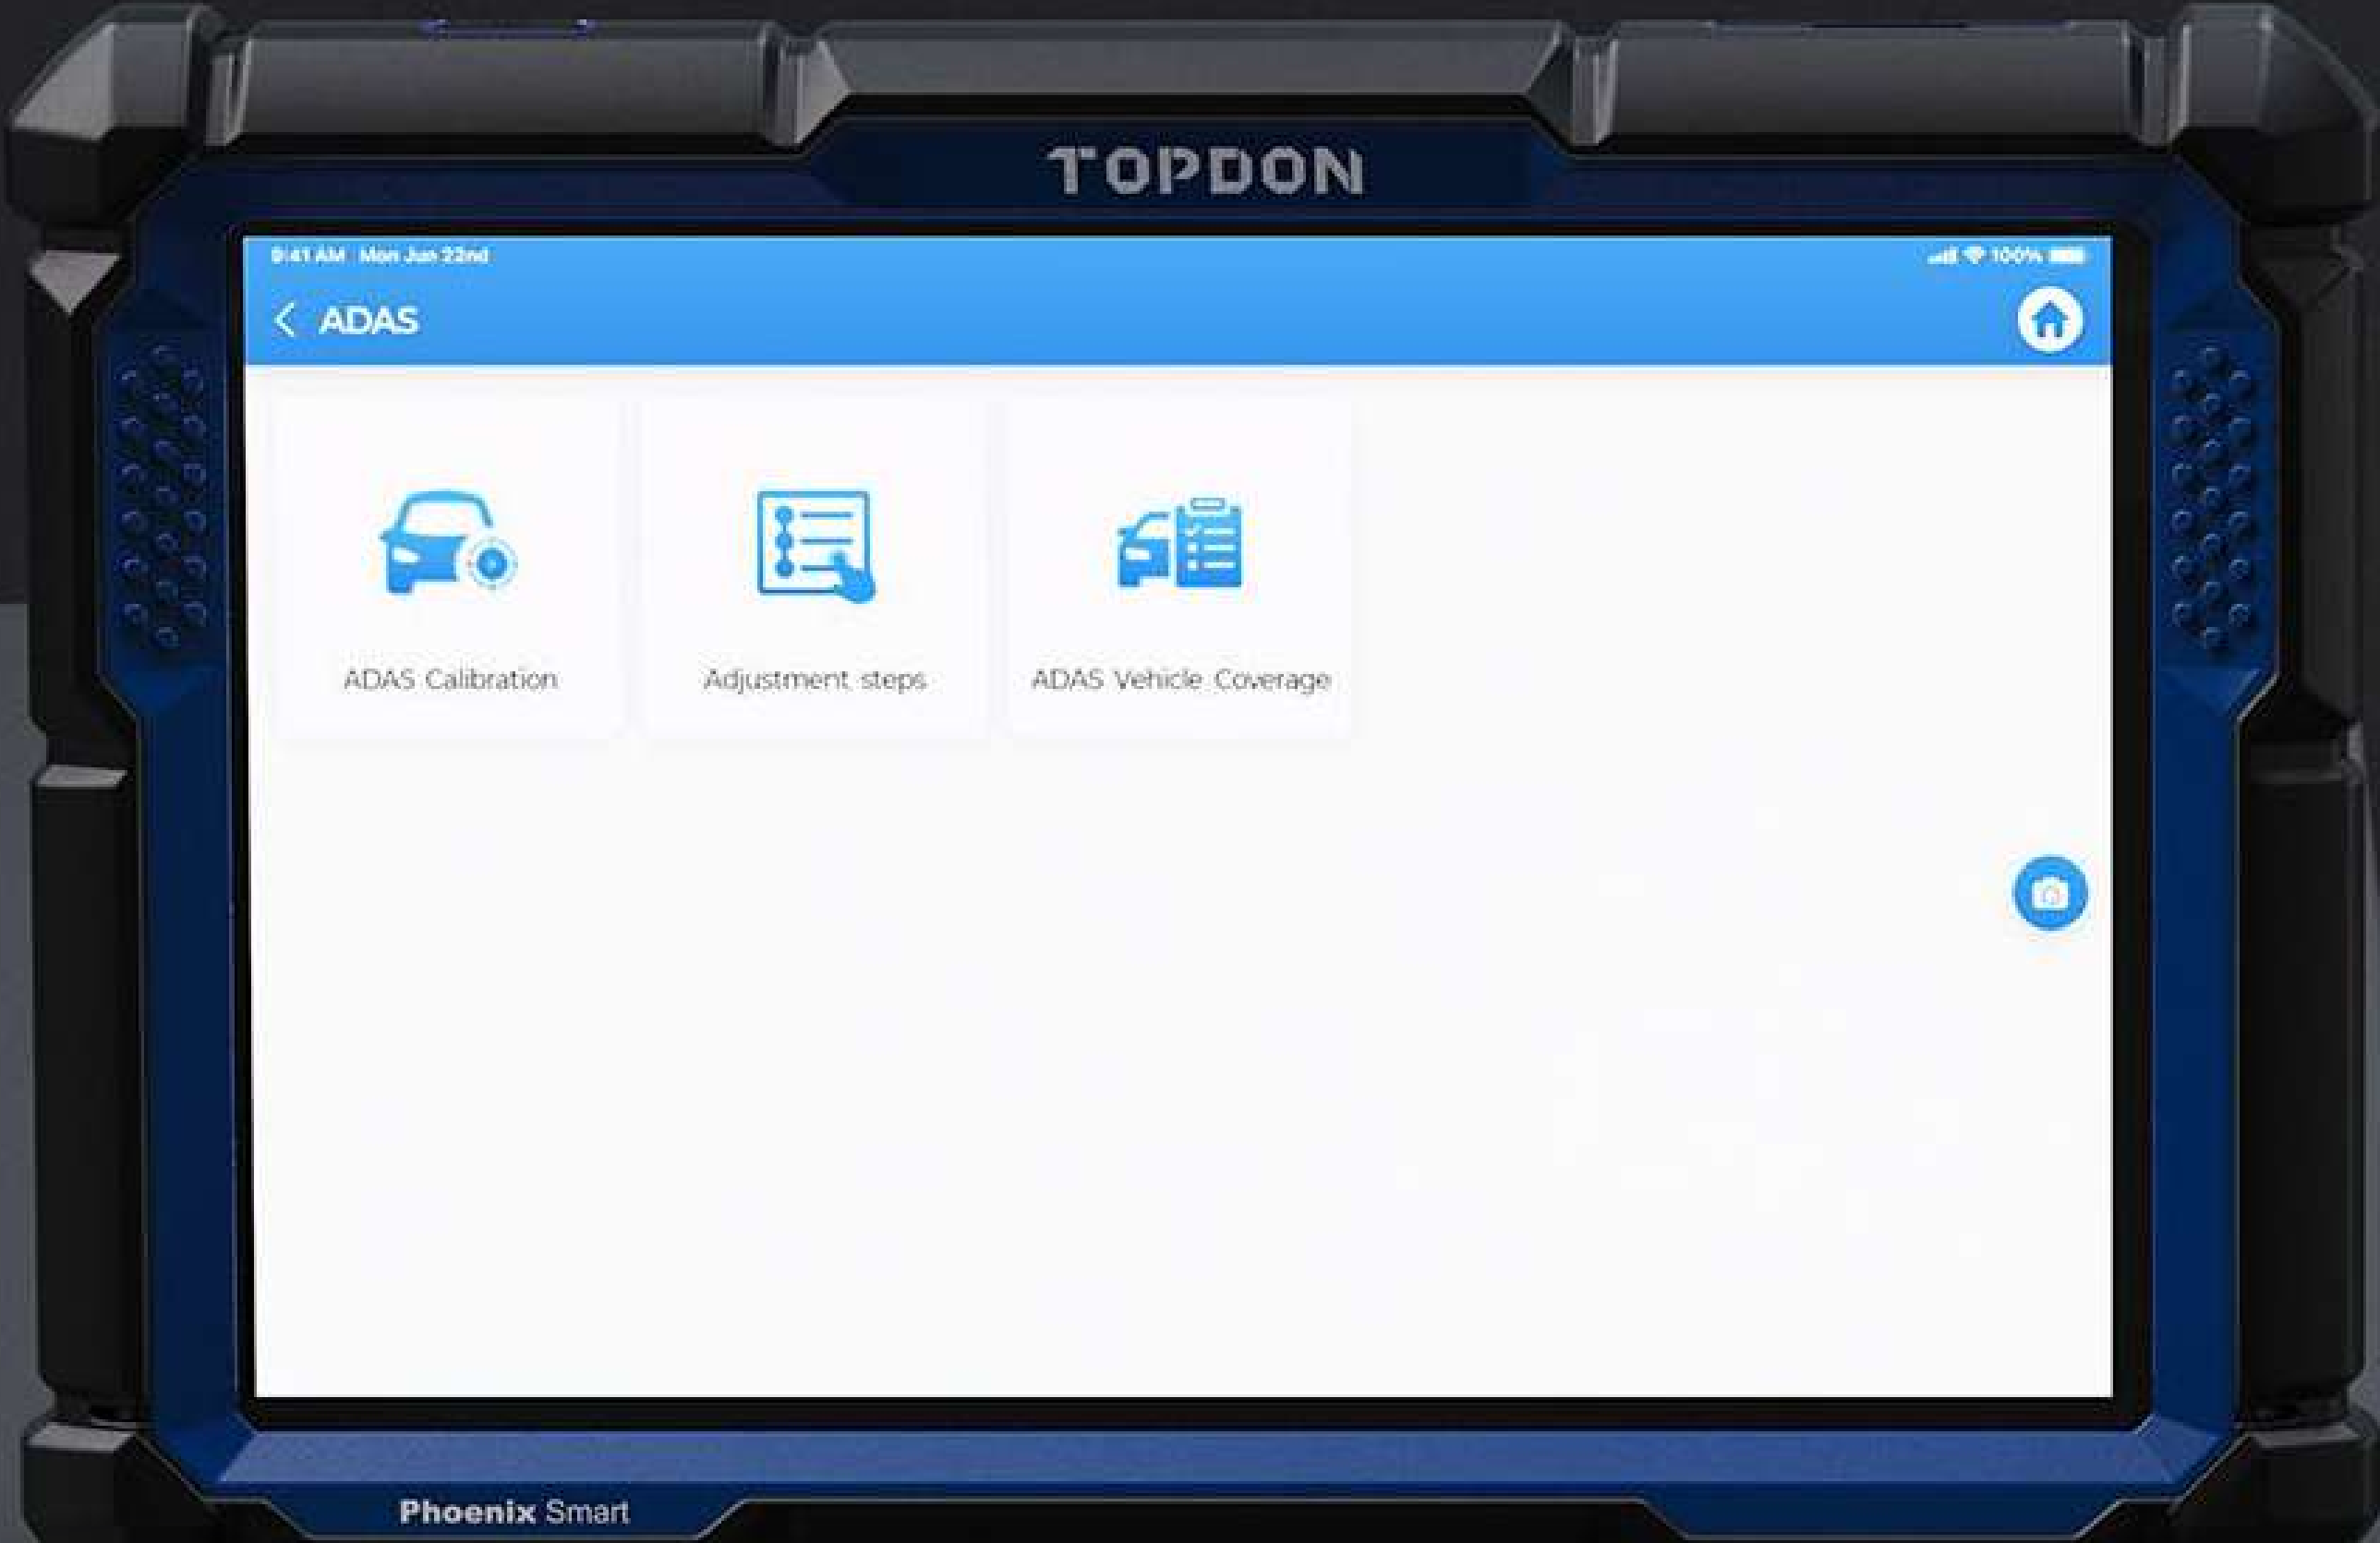 TOPDON
9:41 AM Mon Jun 22nd
100%
ADAS
ADAS Calibration
Adjustment steps
ADAS Vehicle Coverage
Phoenix Smart